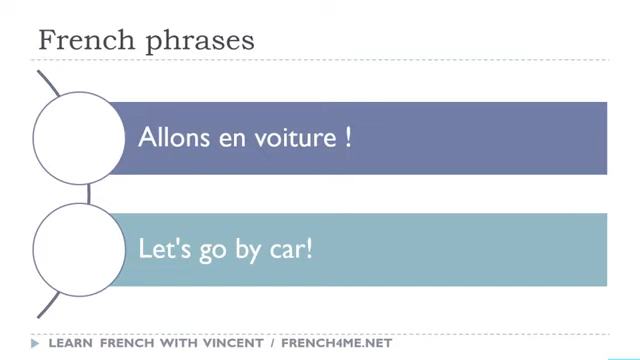 French phrases
Allons en voiture !
Let's go by car!
LEARN FRENCH WITH VINCENT / FRENCH4ME.NET